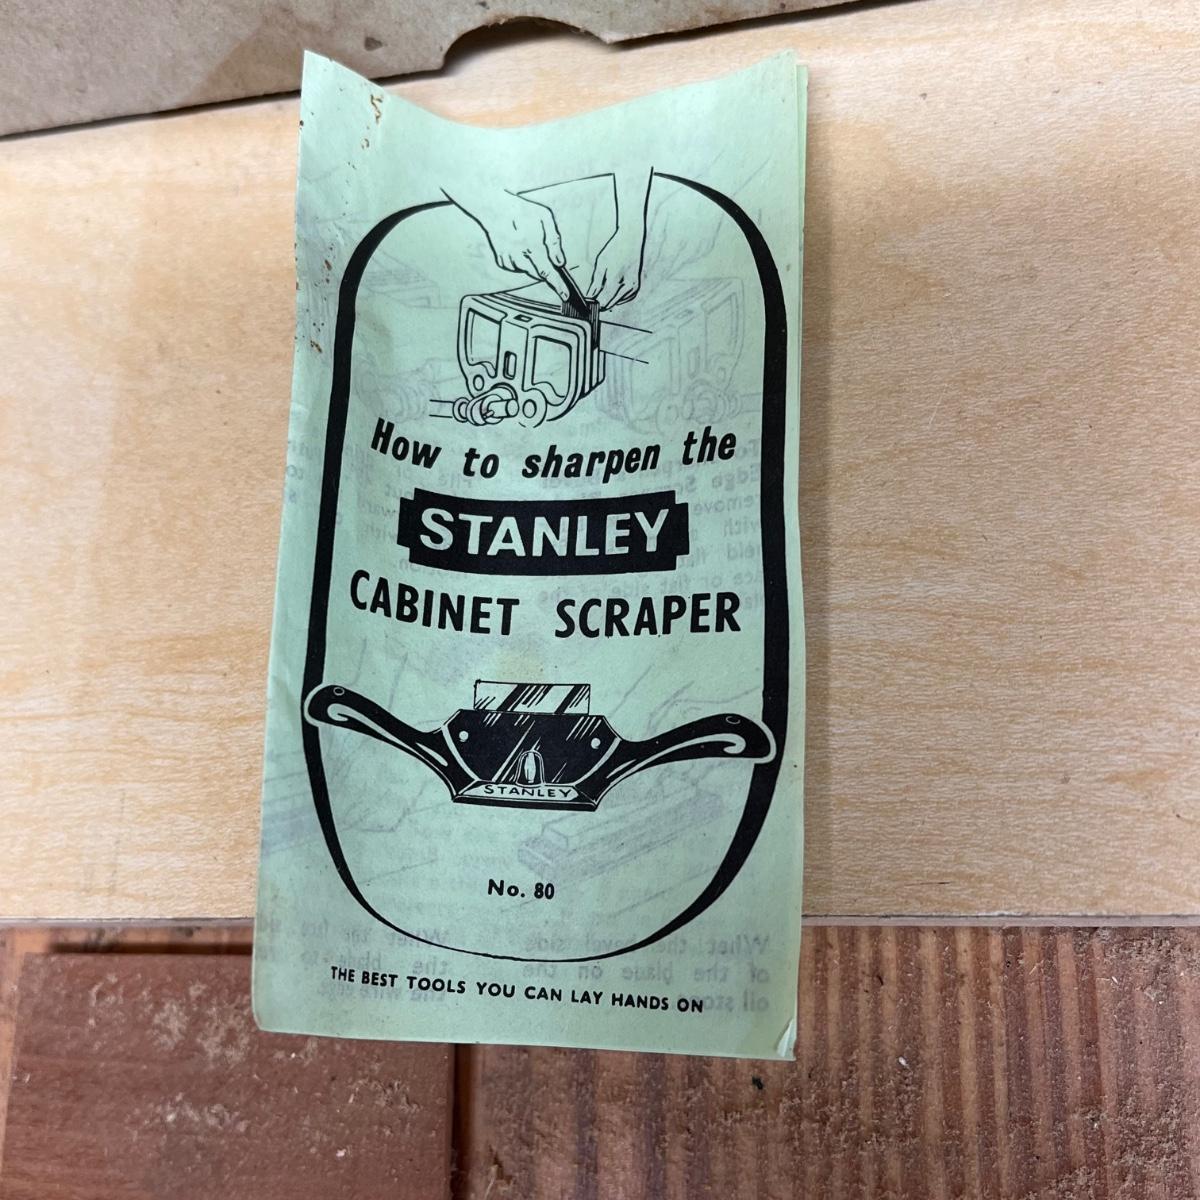 How to sharpen the
STANLEY
CABINET SCRAPER
STANLEY
No. 80
THE BEST TOOLS YOU CAN LAY HANDS ON